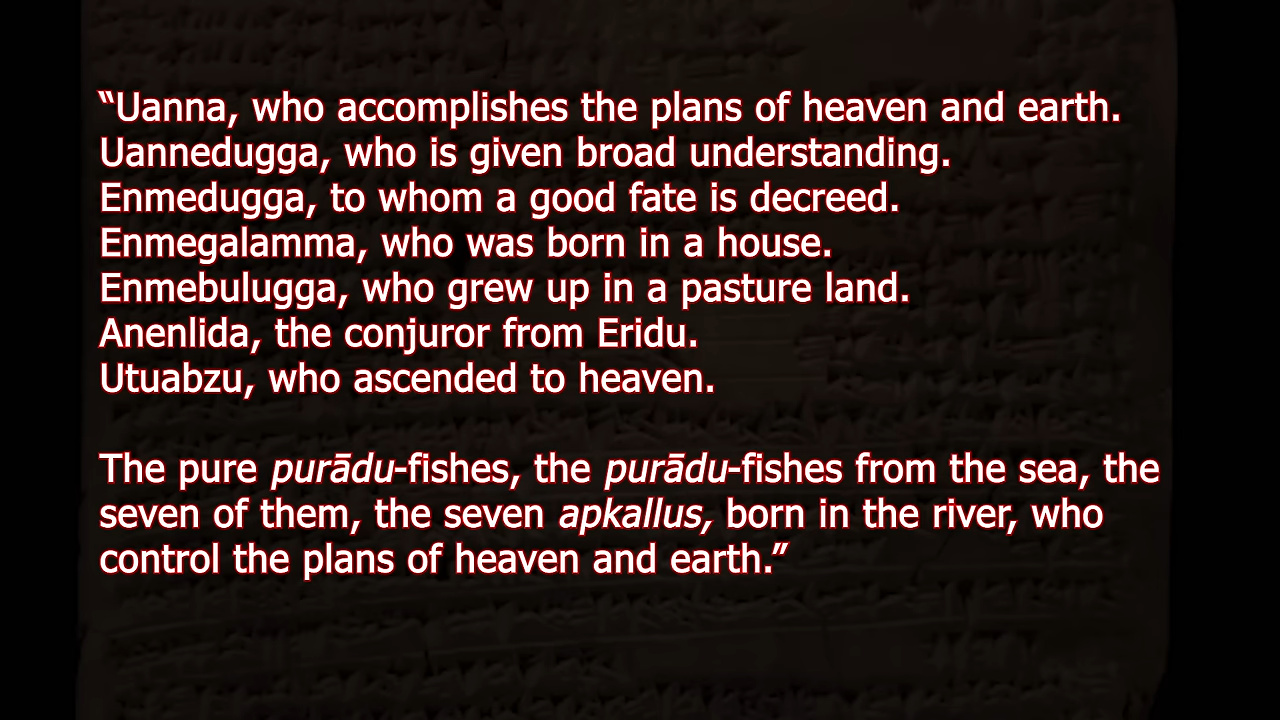 “Uanna, who accomplishes the plans of heaven and earth.
Uannedugga, who is given broad understanding.
Enmedugga, to whom a good fate is decreed.
Enmegalamma, who was born in a house.
Enmebulugga, who grew up in a pasture land.
Anenlida, the conjuror from Eridu.
Utuabzu, who ascended to heaven.
The pure purādu-fishes, the purādu-fishes from the sea, the
seven of them, the seven apkallus, born in the river, who
control the plans of heaven and earth.”